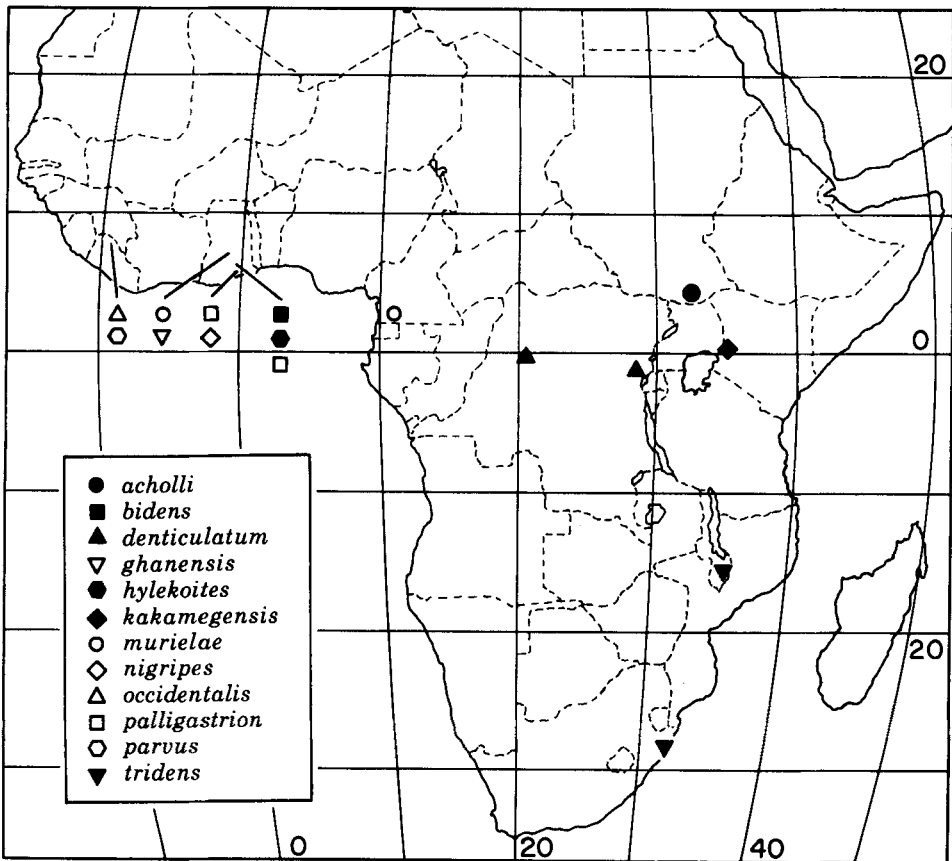 20
0
acholli
bidens
denticulatum
ghanensis
hylekoites
kakamegensis
murielae
nigripes
occidentalis
palligastrion
parvus
tridens
20
0 20 40